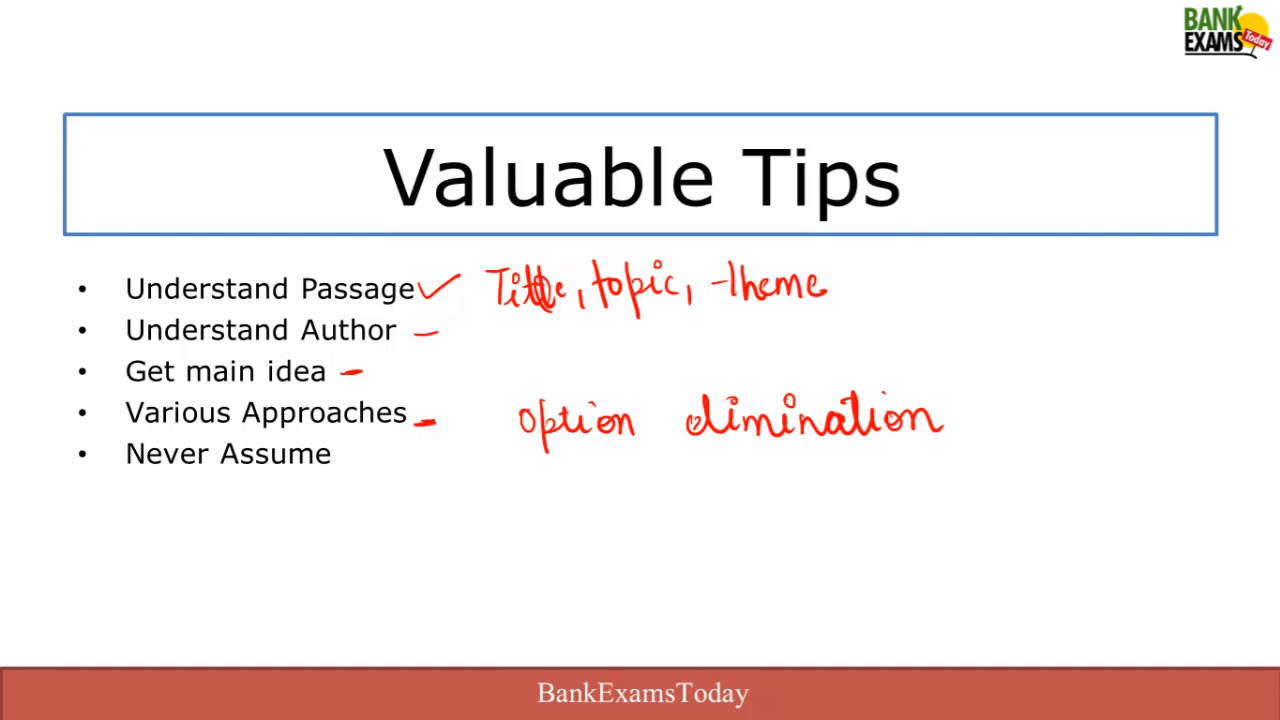 BANK
EXAMS Today
Valuable Tips
• Understand Passage ✓ Title, topic, theme
• Understand Author –
• Get main idea –
• Various Approaches – option elimination
• Never Assume
BankExamsToday